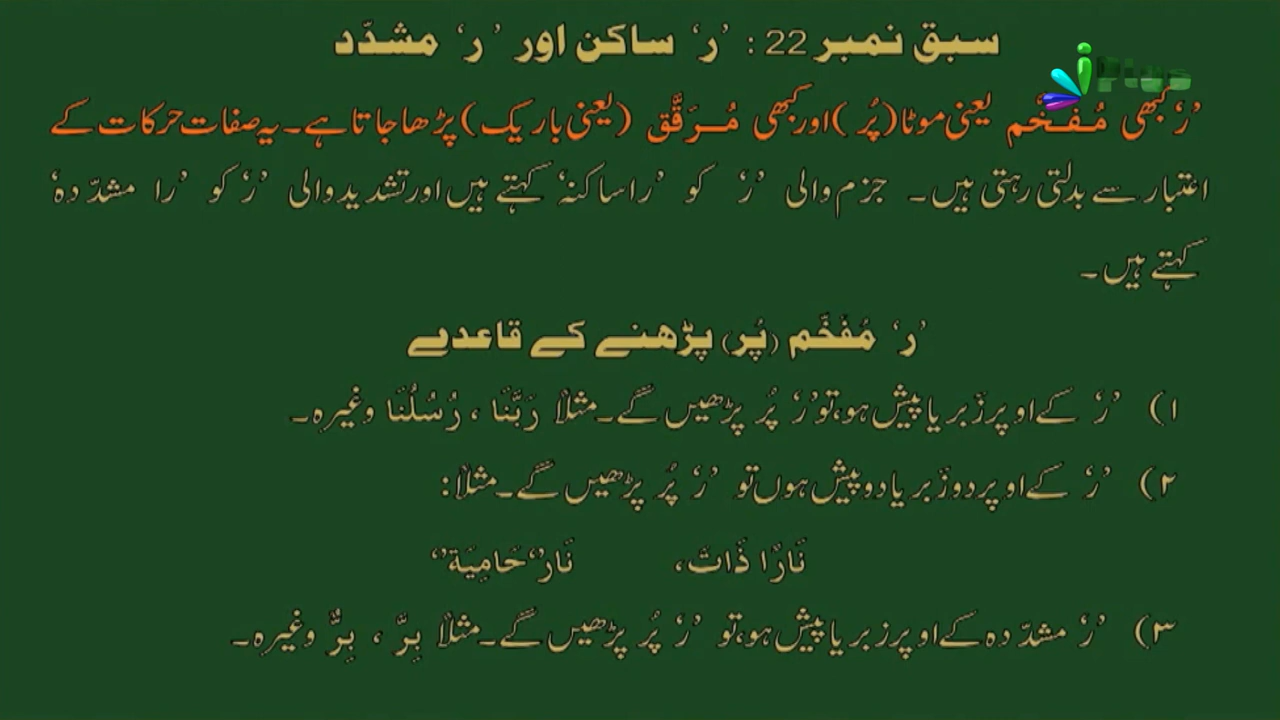 سبق نمبر 22 : ’ر‘ ساکن اور ’ر‘ مشدّد
iPlus
’ر‘ کبھی مُفَخَّم یعنی موٹا (پُر) اور کبھی مُرَقَّق (یعنی باریک) پڑھا جاتا ہے۔ یہ صفات حرکات کے
اعتبار سے بدلتی رہتی ہیں۔ جزم والی ’ر‘ کو ’را ساکنہ‘ کہتے ہیں اور تشدید والی ’ر‘ کو ’را مشدّدہ‘
کہتے ہیں۔
’ر‘ مُفَخَّم (پُر) پڑھنے کے قاعدے
۱) ’ر‘ کے اوپر زبر یا پیش ہو، تو ’ر‘ پُر پڑھیں گے۔ مثلاً رَبَّنَا ، رُسُلُنَا وغیرہ۔
۲) ’ر‘ کے اوپر دو زبر یا دو پیش ہوں تو ’ر‘ پُر پڑھیں گے۔ مثلاً:
نَارًا ذَاتَ، نَارٌ حَامِيَةٌ
۳) ’ر‘ مشدّدہ کے اوپر زبر یا پیش ہو، تو ’ر‘ پُر پڑھیں گے۔ مثلاً بِرَّ ، بِرُّ وغیرہ۔